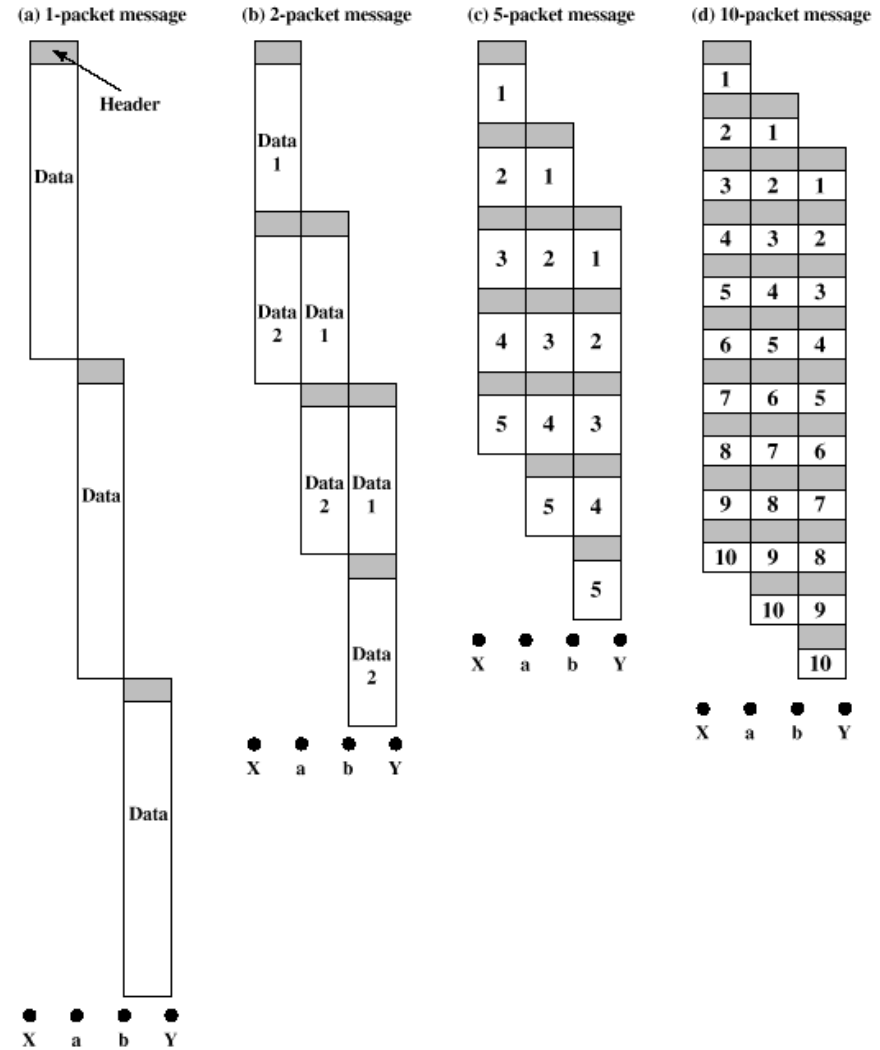 (a) 1-packet message
Header
Data
Data
Data
X a b Y
(b) 2-packet message
Data 1
Data 2
Data 1
Data 2
Data 1
Data 2
X a b Y
(c) 5-packet message
1
2 1
3 2 1
4 3 2
5 4 3
5 4
5
X a b Y
(d) 10-packet message
1
2 1
3 2 1
4 3 2
5 4 3
6 5 4
7 6 5
8 7 6
9 8 7
10 9 8
10 9
10
X a b Y